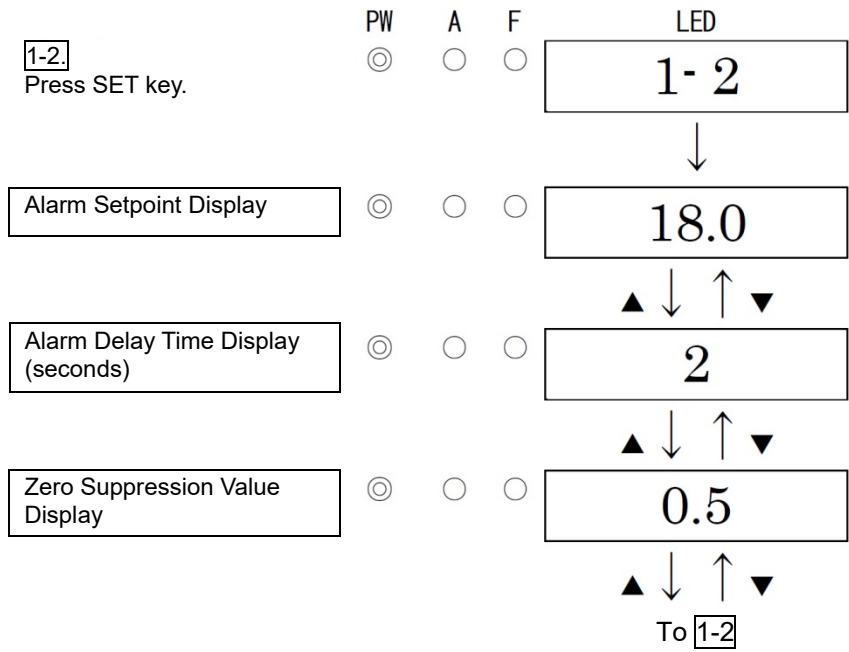 PW A F LED
1-2.
Press SET key.
1- 2
Alarm Setpoint Display
18.0
▲ ↓ ↑ ▼
Alarm Delay Time Display
(seconds)
2
▲ ↓ ↑ ▼
Zero Suppression Value
Display
0.5
▲ ↓ ↑ ▼
To 1-2